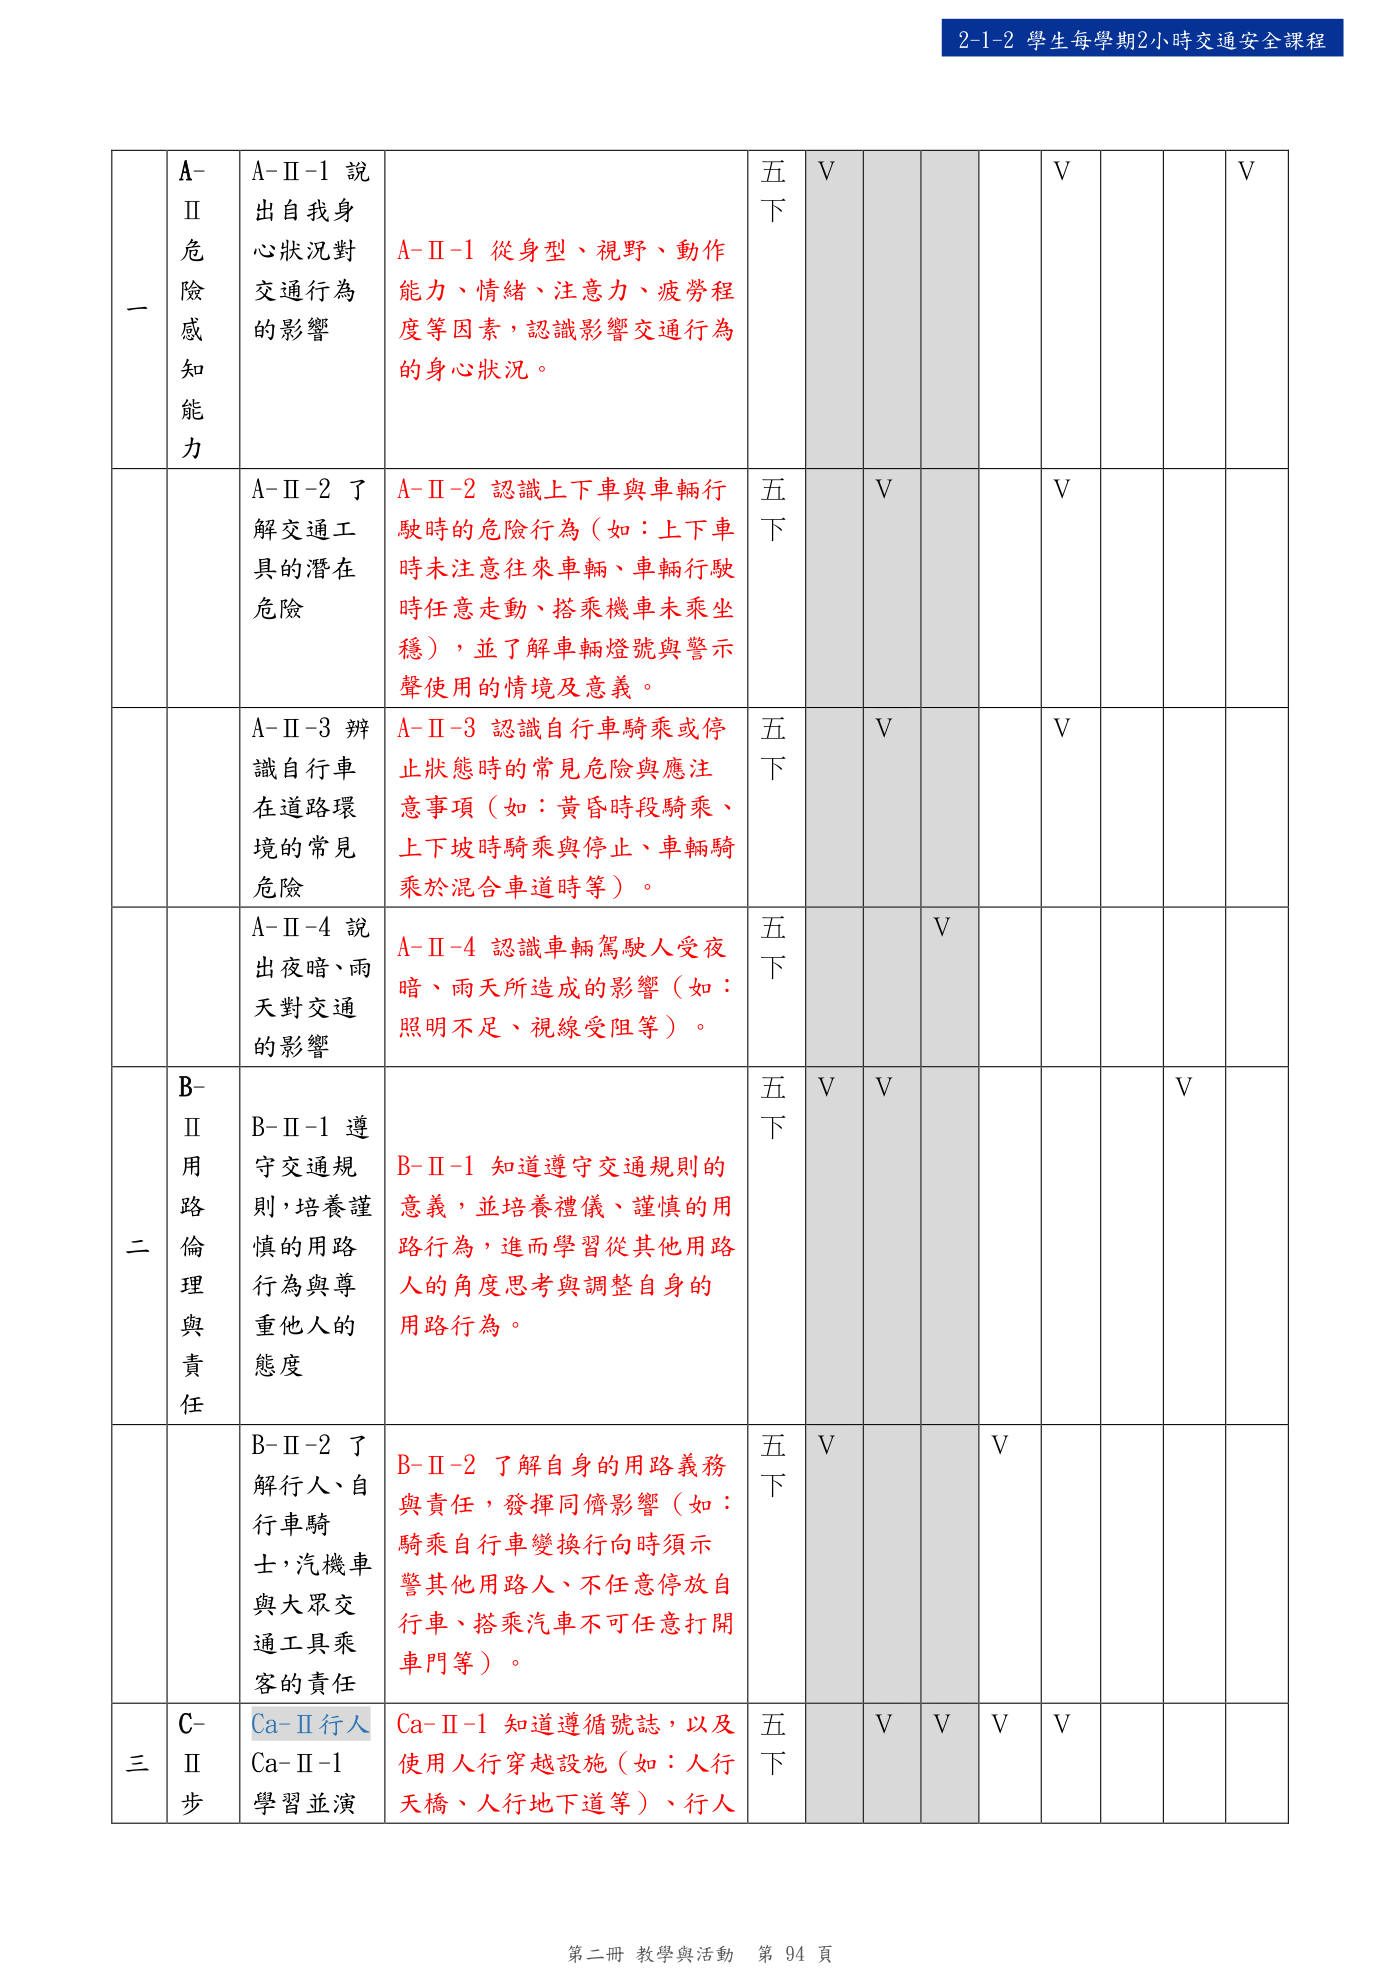 2-1-2 學生每學期2小時交通安全課程
一
A-
Ⅱ
危
險
感
知
能
力
A-Ⅱ-1 說
出自我身
心狀況對
交通行為
的影響
A-Ⅱ-1 從身型、視野、動作
能力、情緒、注意力、疲勞程
度等因素，認識影響交通行為
的身心狀況。
五
下
V V V
A-Ⅱ-2 了
解交通工
具的潛在
危險
A-Ⅱ-2 認識上下車與車輛行
駛時的危險行為（如：上下車
時未注意往來車輛、車輛行駛
時任意走動、搭乘機車未乘坐
穩），並了解車輛燈號與警示
聲使用的情境及意義。
五
下
V V
A-Ⅱ-3 辨
識自行車
在道路環
境的常見
危險
A-Ⅱ-3 認識自行車騎乘或停
止狀態時的常見危險與應注
意事項（如：黃昏時段騎乘、
上下坡時騎乘與停止、車輛騎
乘於混合車道時等）。
五
下
V V
A-Ⅱ-4 說
出夜暗、雨
天對交通
的影響
A-Ⅱ-4 認識車輛駕駛人受夜
暗、雨天所造成的影響（如：
照明不足、視線受阻等）。
五
下
V
二
B-
Ⅱ
用
路
倫
理
與
責
任
B-Ⅱ-1 遵
守交通規
則，培養謹
慎的用路
行為與尊
重他人的
態度
B-Ⅱ-1 知道遵守交通規則的
意義，並培養禮儀、謹慎的用
路行為，進而學習從其他用路
人的角度思考與調整自身的
用路行為。
五
下
V V V
B-Ⅱ-2 了
解行人、自
行車騎
士，汽機車
與大眾交
通工具乘
客的責任
B-Ⅱ-2 了解自身的用路義務
與責任，發揮同儕影響（如：
騎乘自行車變換行向時須示
警其他用路人、不任意停放自
行車、搭乘汽車不可任意打開
車門等）。
五
下
V V
三
C-
Ⅱ
步
Ca-Ⅱ行人
Ca-Ⅱ-1
學習並演
Ca-Ⅱ-1 知道遵循號誌，以及
使用人行穿越設施（如：人行
天橋、人行地下道等）、行人
五
下
V V V V
第二冊 教學與活動 第 94 頁